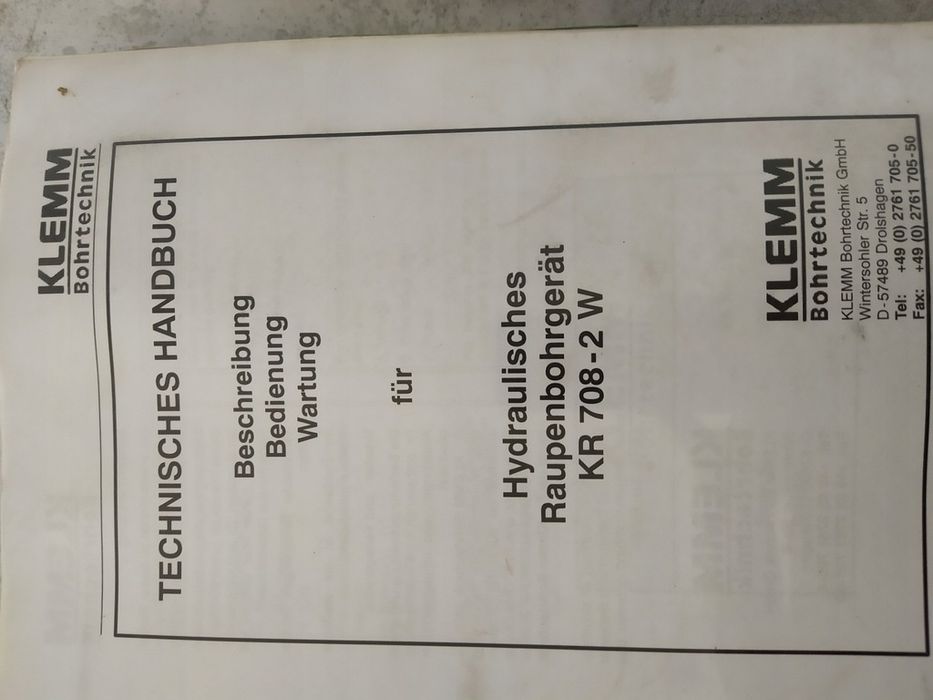 KLEMM
Bohrtechnik
TECHNISCHES HANDBUCH
Beschreibung
Bedienung
Wartung
für
Hydraulisches
Raupenbohrgerät
KR 708-2 W
KLEMM
Bohrtechnik
KLEMM Bohrtechnik GmbH
Wintersohler Str. 5
D-57489 Drolshagen
Tel: +49 (0) 2761 705-0
Fax: +49 (0) 2761 705-50